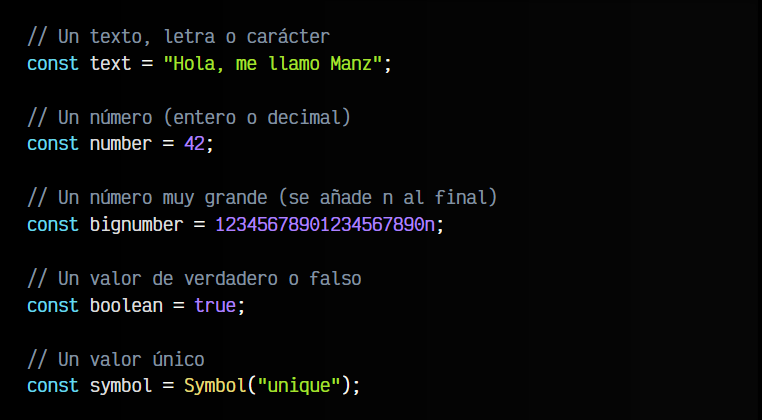 // Un texto, letra o carácter
const text = "Hola, me llamo Manz";
// Un número (entero o decimal)
const number = 42;
// Un número muy grande (se añade n al final)
const bignumber = 12345678901234567890n;
// Un valor de verdadero o falso
const boolean = true;
// Un valor único
const symbol = Symbol("unique");